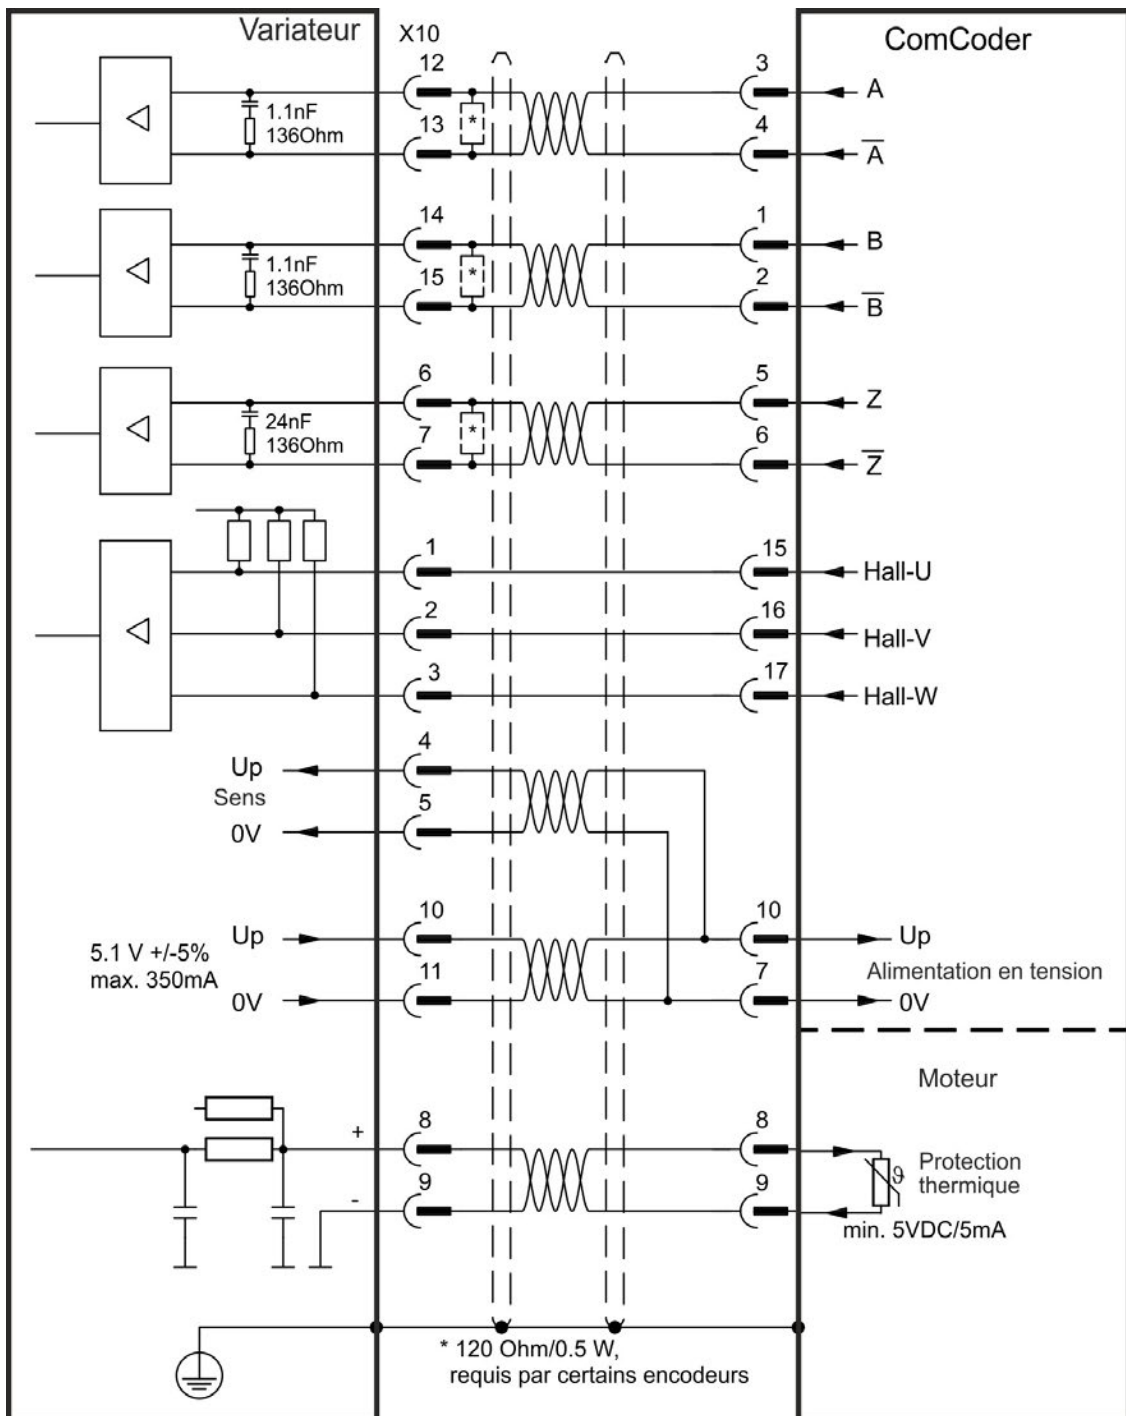 Variateur
X10
ComCoder
12
3
A
1.1nF
*
136Ohm
13
4
A̅
14
1
B
1.1nF
*
136Ohm
15
2
B̅
6
5
Z
24nF
*
136Ohm
7
6
Z̅
1
15
Hall-U
2
16
Hall-V
3
17
Hall-W
4
Up
Sens
5
0V
10
10
Up
Up
5.1 V +/-5%
max. 350mA
11
7
Alimentation en tension
0V
0V
Moteur
+
8
8
Protection
ϑ
thermique
-
9
9
min. 5VDC/5mA
* 120 Ohm/0.5 W,
requis par certains encodeurs